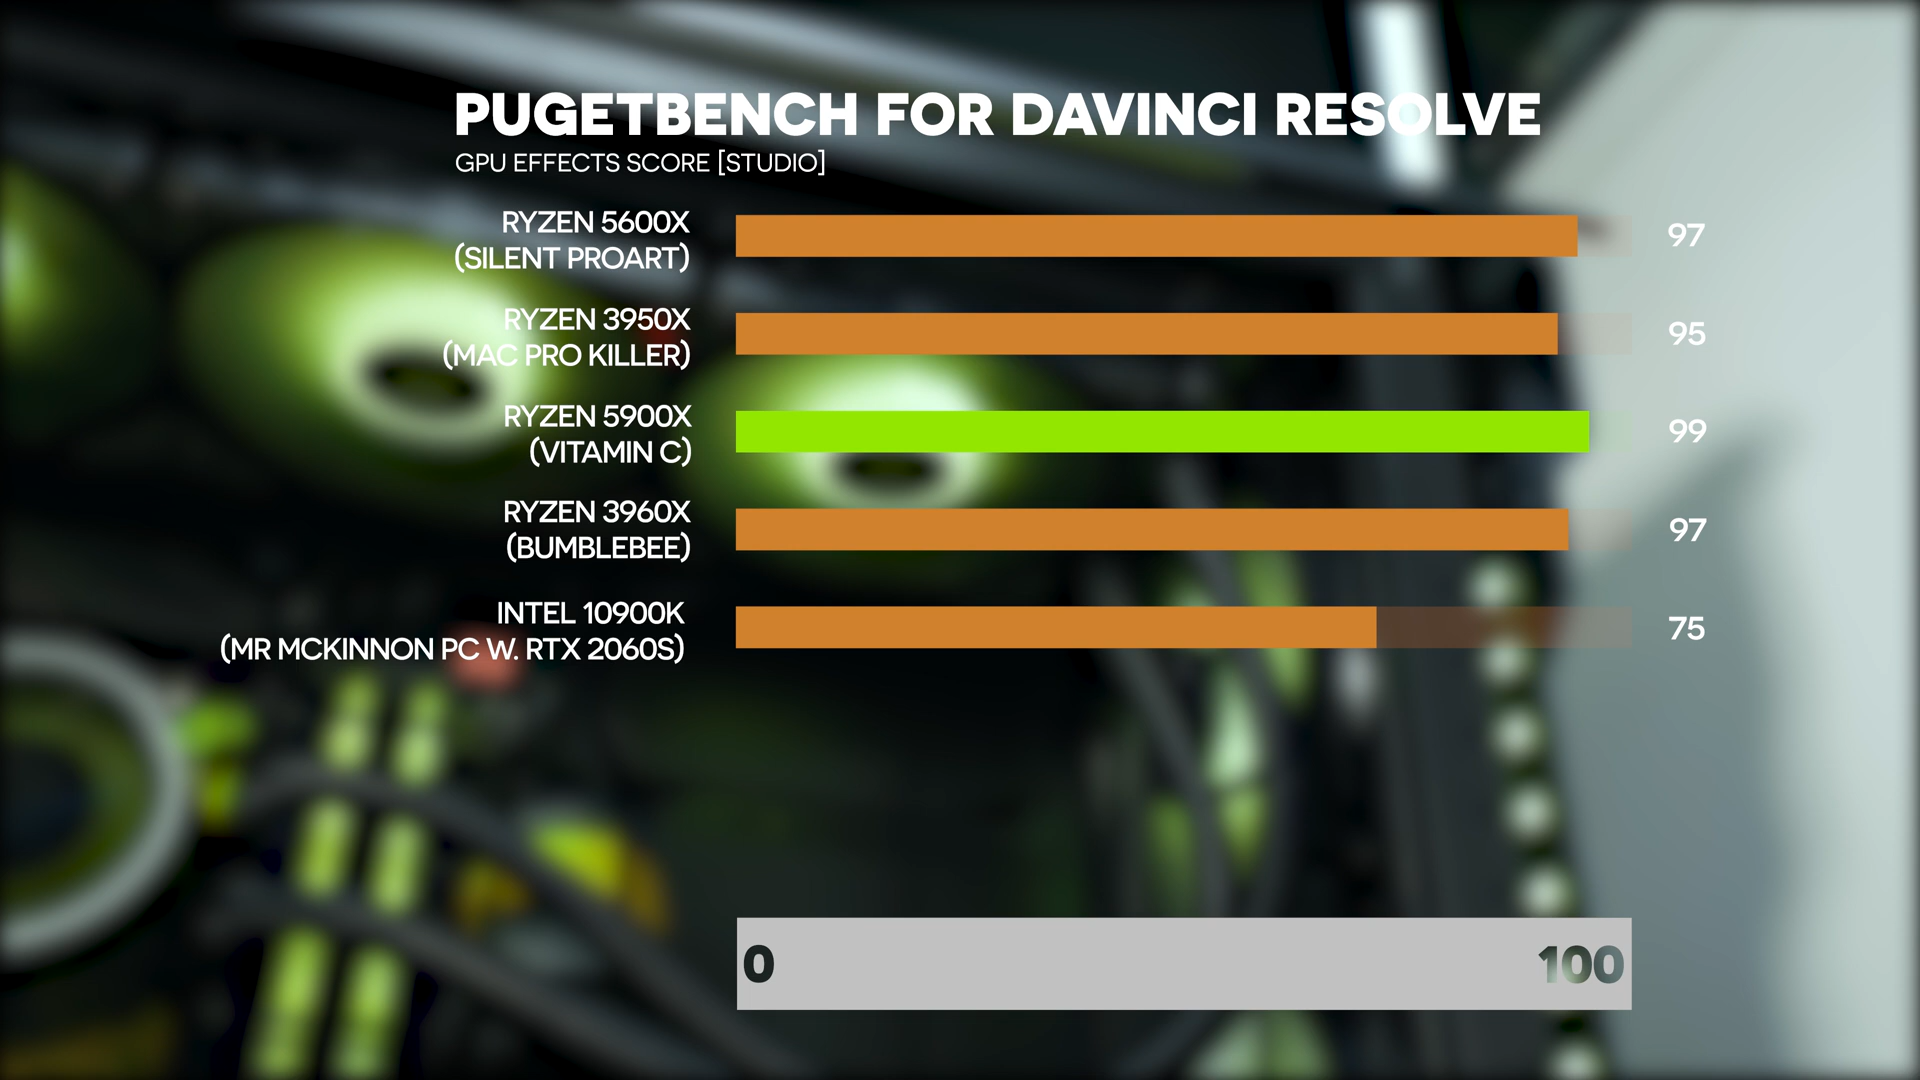 PUGETBENCH FOR DAVINCI RESOLVE
GPU EFFECTS SCORE [STUDIO]
RYZEN 5600X
(SILENT PROART)
97
RYZEN 3950X
(MAC PRO KILLER)
95
RYZEN 5900X
(VITAMIN C)
99
RYZEN 3960X
(BUMBLEBEE)
97
INTEL 10900K
(MR MCKINNON PC W. RTX 2060S)
75
0 100